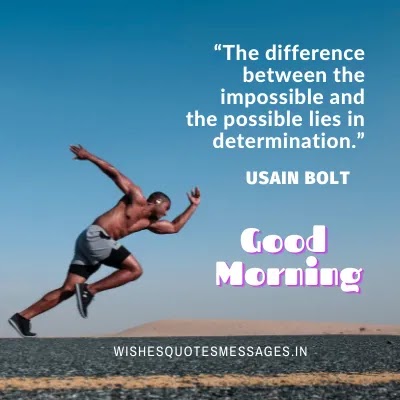 “The difference
between the
impossible and
the possible lies in
determination.”
USAIN BOLT
Good
Morning
WISHESQUOTESMESSAGES.IN